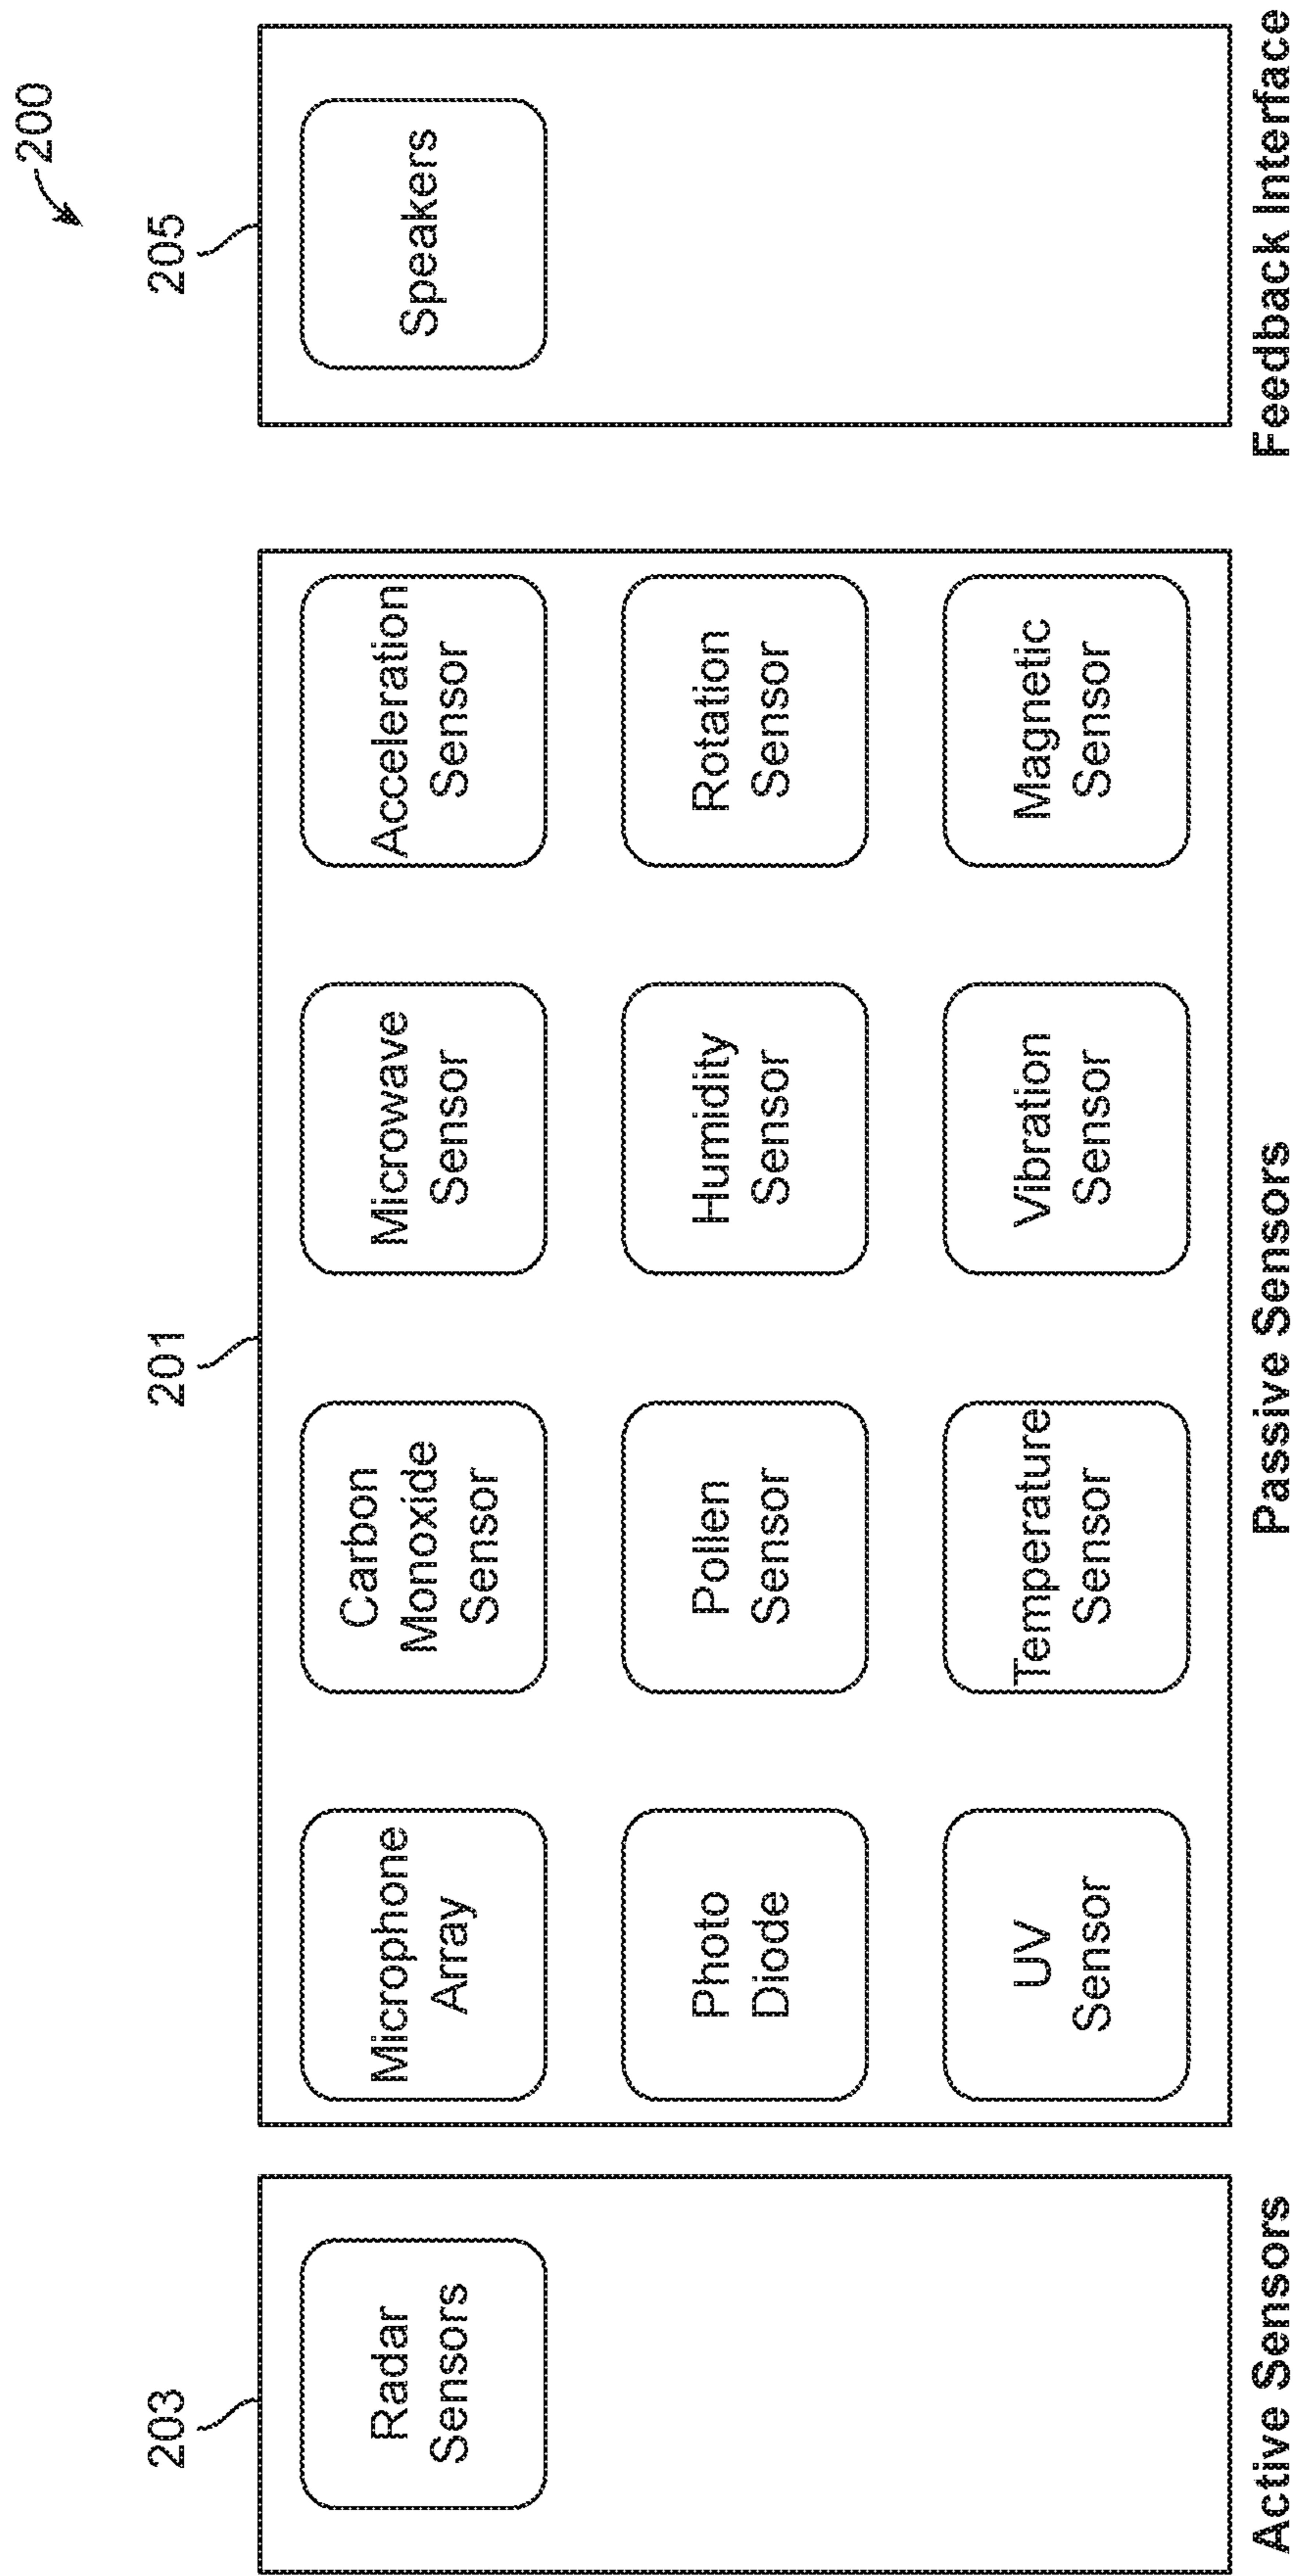 200
203
201
205
Radar
Sensors
Microphone
Array
Carbon
Monoxide
Sensor
Microwave
Sensor
Acceleration
Sensor
Speakers
Photo
Diode
Pollen
Sensor
Humidity
Sensor
Rotation
Sensor
UV
Sensor
Temperature
Sensor
Vibration
Sensor
Magnetic
Sensor
Active Sensors
Passive Sensors
Feedback Interface